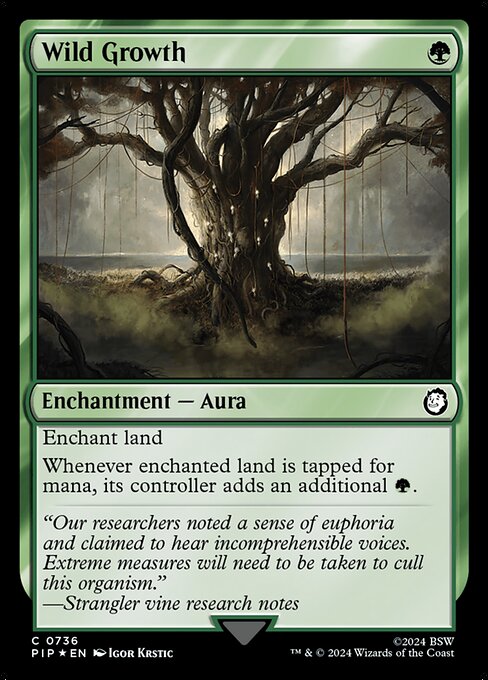 Wild Growth
Enchantment — Aura
Enchant land
Whenever enchanted land is tapped for
mana, its controller adds an additional .
“Our researchers noted a sense of euphoria
and claimed to hear incomprehensible voices.
Extreme measures will need to be taken to cull
this organism.”
—Strangler vine research notes
C 0736
PIP★EN Igor Krstic
©2024 BSW
™ & © 2024 Wizards of the Coast